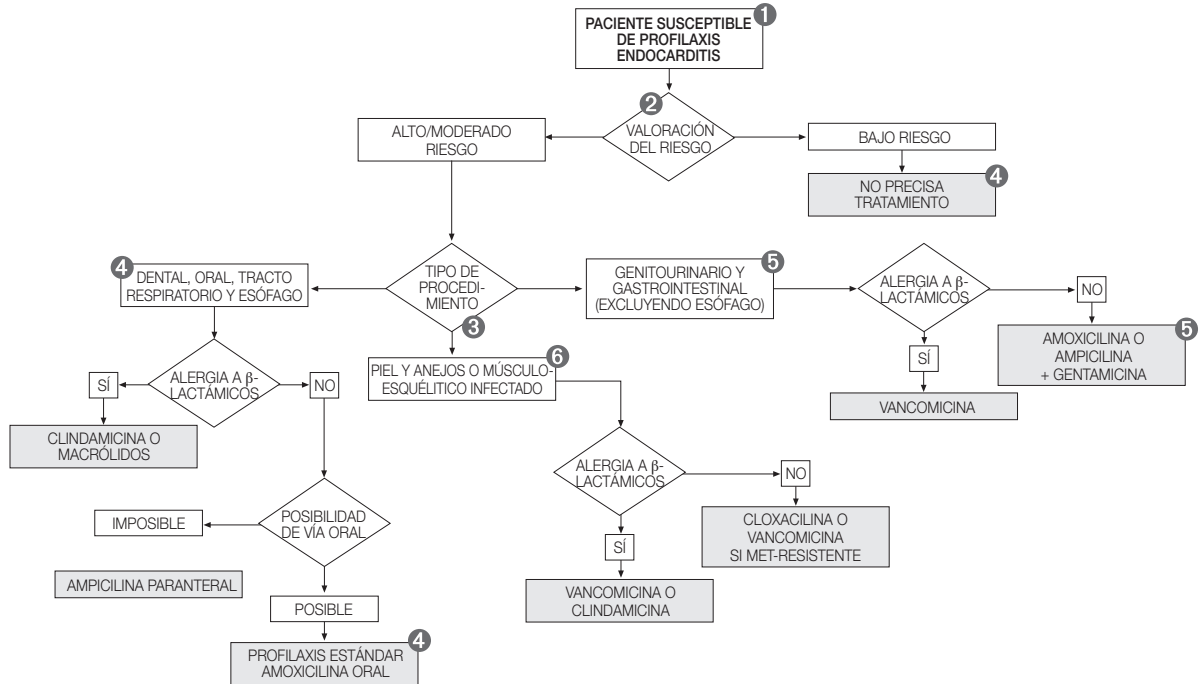 1
PACIENTE SUSCEPTIBLE
DE PROFILAXIS
ENDOCARDITIS
2
VALORACIÓN
DEL RIESGO
ALTO/MODERADO
RIESGO
BAJO RIESGO
4
NO PRECISA
TRATAMIENTO
3
TIPO DE
PROCEDI-
MIENTO
4
DENTAL, ORAL, TRACTO
RESPIRATORIO Y ESÓFAGO
5
GENITOURINARIO Y
GASTROINTESTINAL
(EXCLUYENDO ESÓFAGO)
ALERGIA A β-
LACTÁMICOS
NO
5
AMOXICILINA O
AMPICILINA
+ GENTAMICINA
SÍ
VANCOMICINA
6
PIEL Y ANEJOS O MÚSCULO-
ESQUÉLITICO INFECTADO
ALERGIA A β-
LACTÁMICOS
SÍ
NO
CLINDAMICINA O
MACRÓLIDOS
ALERGIA A β-
LACTÁMICOS
NO
CLOXACILINA O
VANCOMICINA
SI MET-RESISTENTE
SÍ
VANCOMICINA O
CLINDAMICINA
POSIBILIDAD
DE VÍA ORAL
IMPOSIBLE
AMPICILINA PARANTERAL
POSIBLE
4
PROFILAXIS ESTÁNDAR
AMOXICILINA ORAL